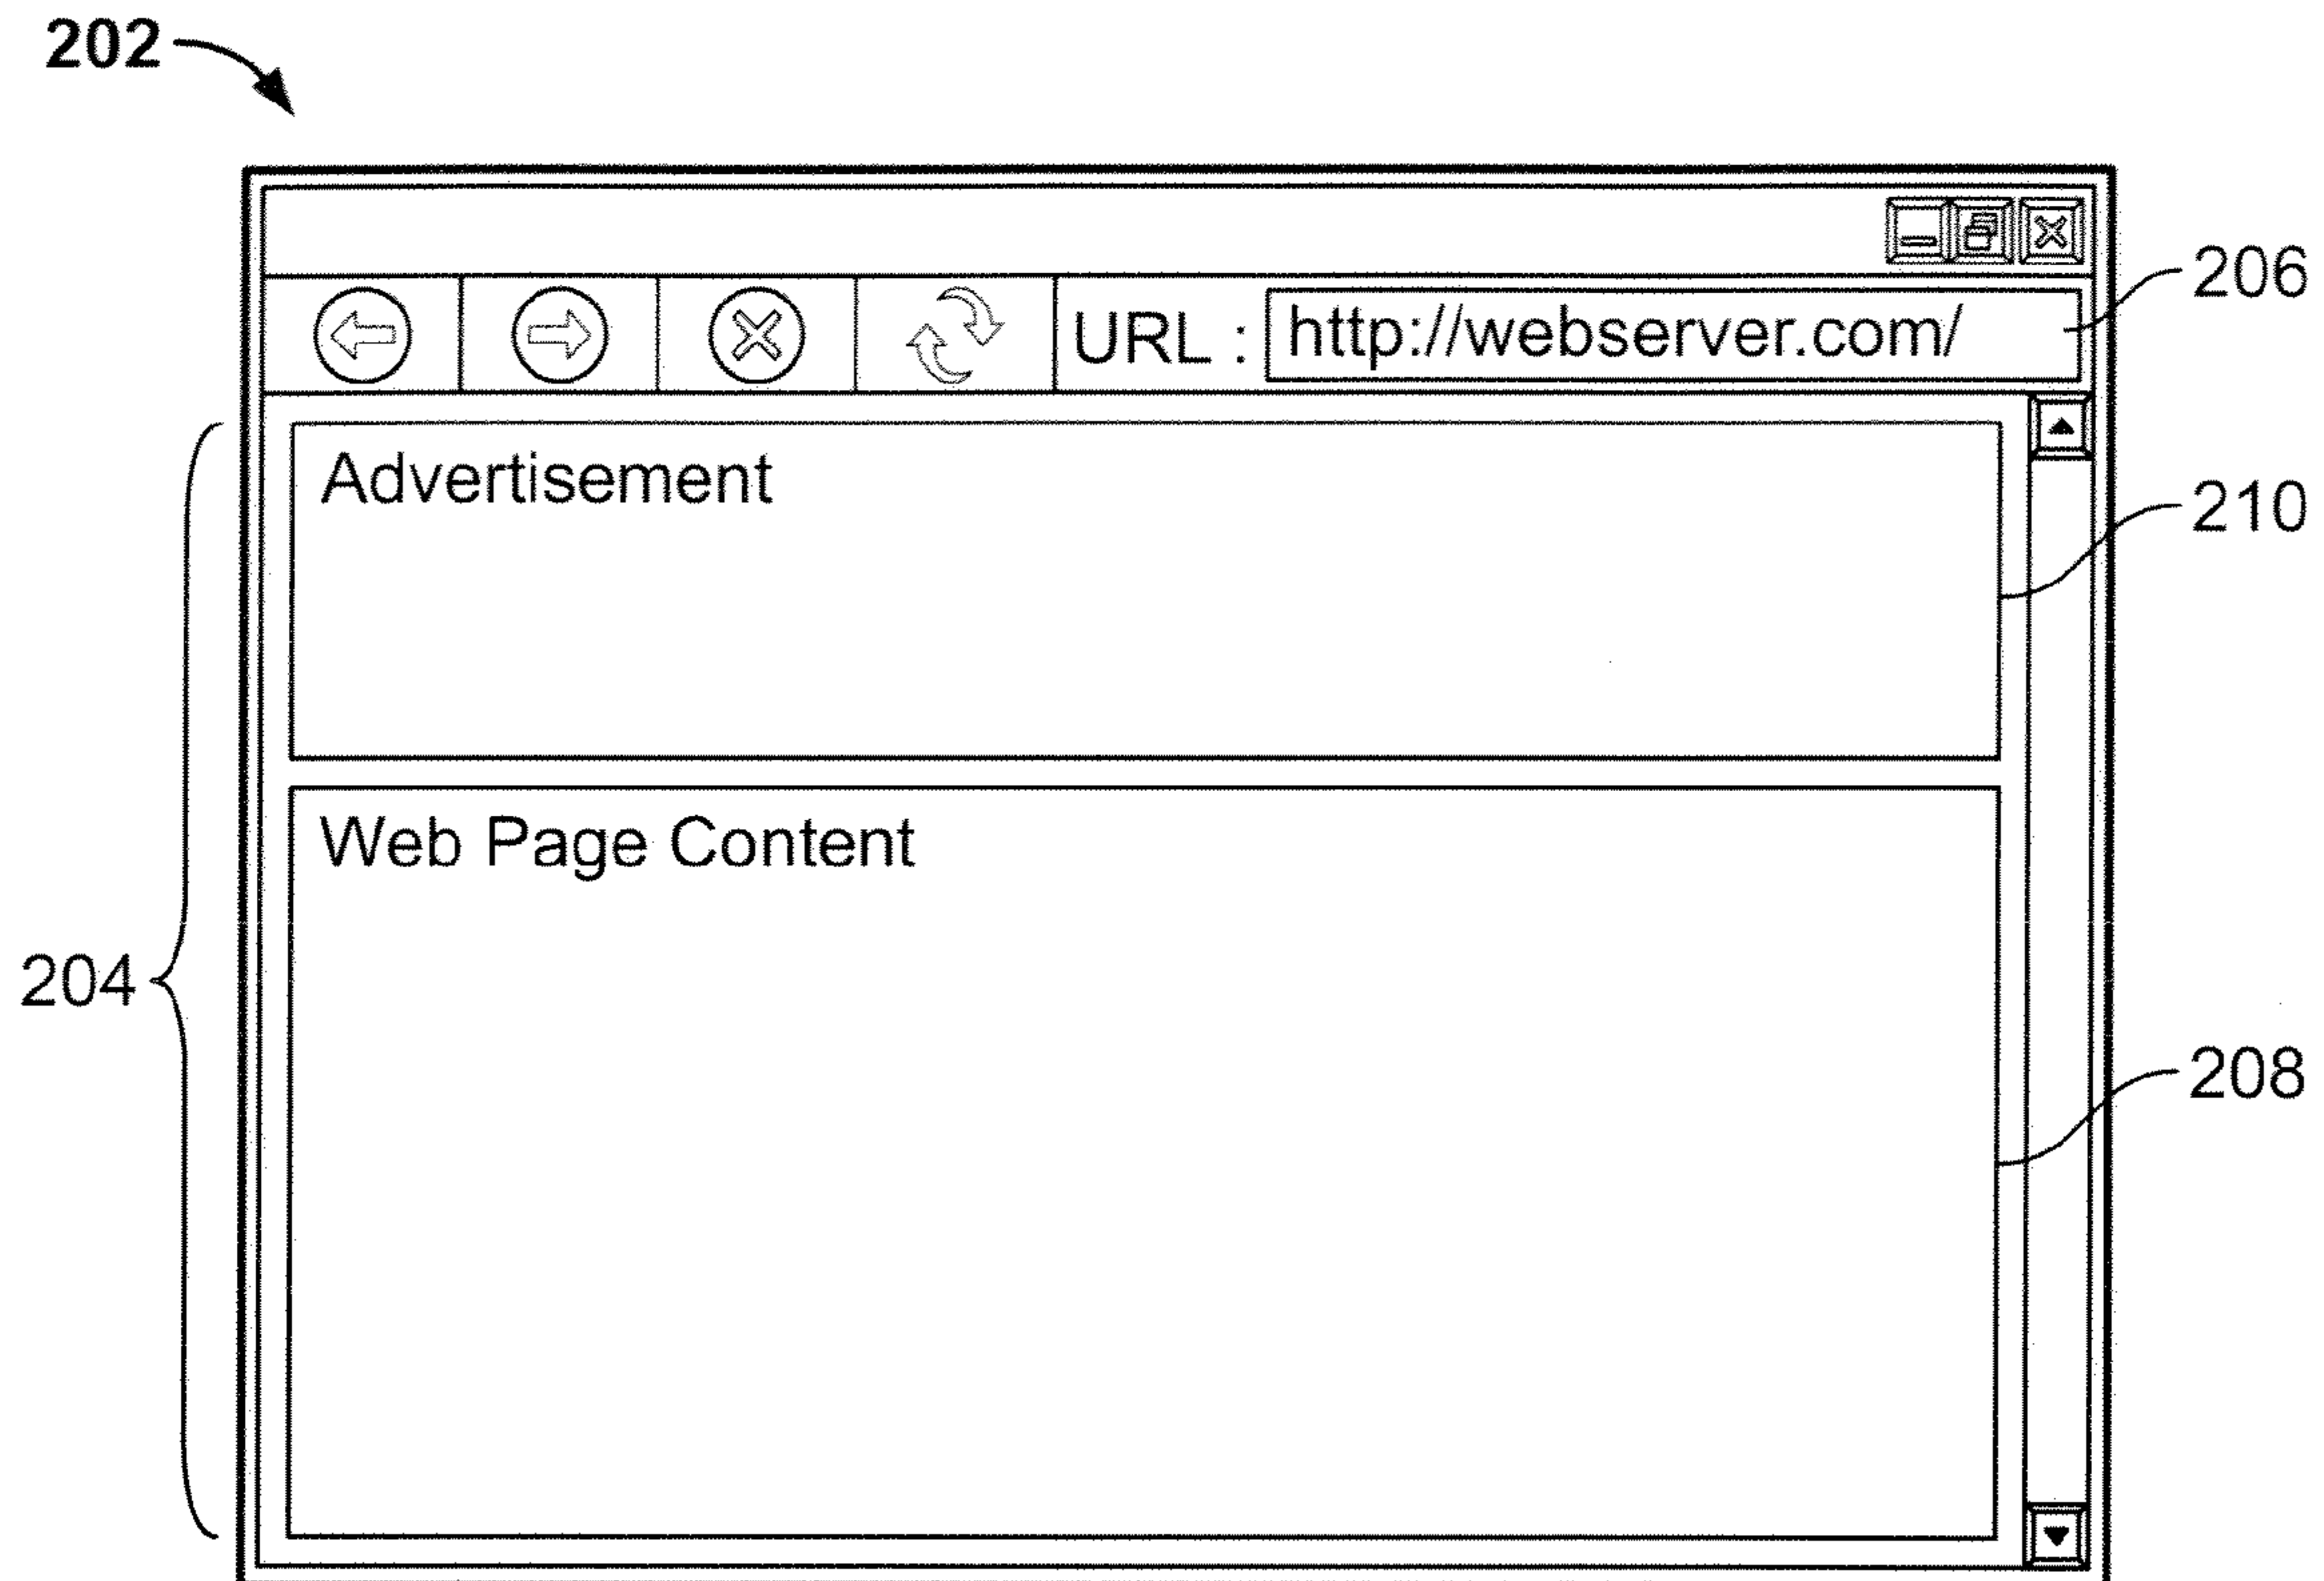 202
206
URL : http://webserver.com/
Advertisement
210
Web Page Content
204
208